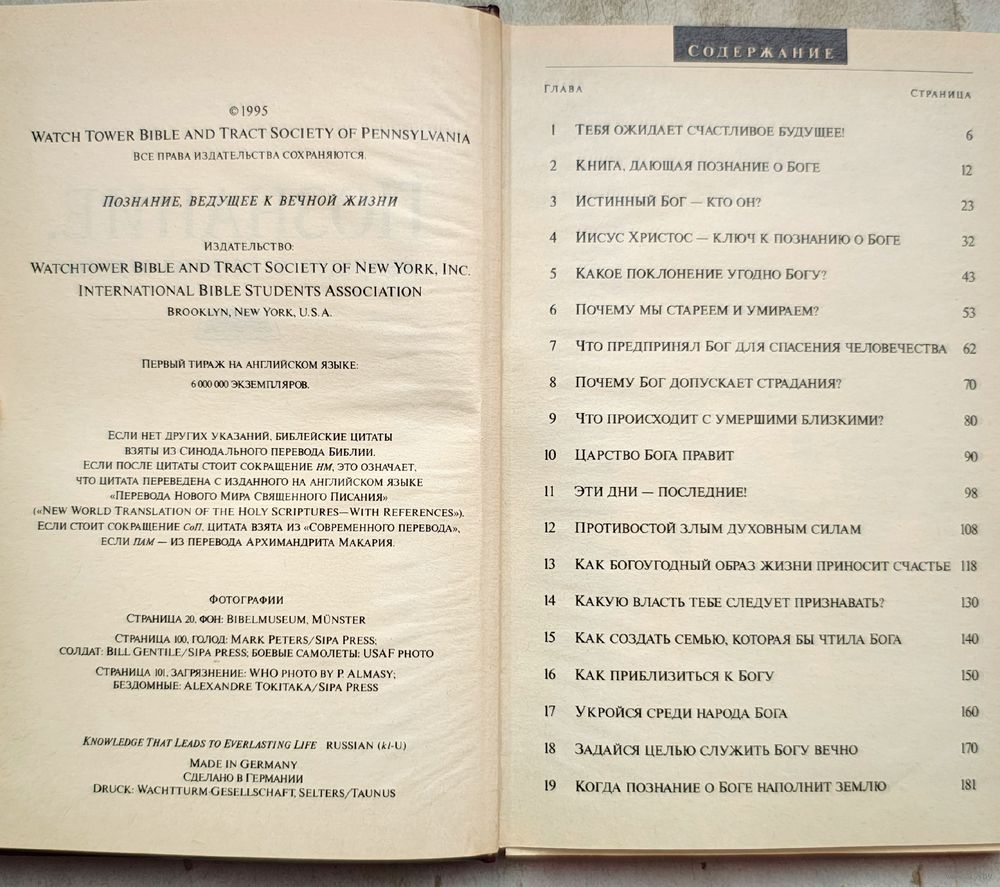 ©1995
WATCH TOWER BIBLE AND TRACT SOCIETY OF PENNSYLVANIA
ВСЕ ПРАВА ИЗДАТЕЛЬСТВА СОХРАНЯЮТСЯ.
ПОЗНАНИЕ, ВЕДУЩЕЕ К ВЕЧНОЙ ЖИЗНИ
ИЗДАТЕЛЬСТВО:
WATCHTOWER BIBLE AND TRACT SOCIETY OF NEW YORK, INC.
INTERNATIONAL BIBLE STUDENTS ASSOCIATION
BROOKLYN, NEW YORK, U.S.A.
ПЕРВЫЙ ТИРАЖ НА АНГЛИЙСКОМ ЯЗЫКЕ:
6 000 000 ЭКЗЕМПЛЯРОВ.
ЕСЛИ НЕТ ДРУГИХ УКАЗАНИЙ, БИБЛЕЙСКИЕ ЦИТАТЫ
ВЗЯТЫ ИЗ СИНОДАЛЬНОГО ПЕРЕВОДА БИБЛИИ.
ЕСЛИ ПОСЛЕ ЦИТАТЫ СТОИТ СОКРАЩЕНИЕ НМ, ЭТО ОЗНАЧАЕТ,
ЧТО ЦИТАТА ПЕРЕВЕДЕНА С ИЗДАННОГО НА АНГЛИЙСКОМ ЯЗЫКЕ
«ПЕРЕВОДА НОВОГО МИРА СВЯЩЕННОГО ПИСАНИЯ»
(«NEW WORLD TRANSLATION OF THE HOLY SCRIPTURES—WITH REFERENCES»).
ЕСЛИ СТОИТ СОКРАЩЕНИЕ СоП, ЦИТАТА ВЗЯТА ИЗ «СОВРЕМЕННОГО ПЕРЕВОДА»,
ЕСЛИ ПАМ — ИЗ ПЕРЕВОДА АРХИМАНДРИТА МАКАРИЯ.
ФОТОГРАФИИ
СТРАНИЦА 20, ФОН: BIBELMUSEUM, MÜNSTER
СТРАНИЦА 100, ГОЛОД: MARK PETERS/SIPA PRESS;
СОЛДАТ: BILL GENTILE/SIPA PRESS; БОЕВЫЕ САМОЛЕТЫ: USAF PHOTO
СТРАНИЦА 101, ЗАГРЯЗНЕНИЕ: WHO PHOTO BY P. ALMASY;
БЕЗДОМНЫЕ: ALEXANDRE TOKITAKA/SIPA PRESS
KNOWLEDGE THAT LEADS TO EVERLASTING LIFE RUSSIAN (kl-U)
MADE IN GERMANY
СДЕЛАНО В ГЕРМАНИИ
DRUCK: WACHTTURM-GESELLSCHAFT, SELTERS/TAUNUS
СОДЕРЖАНИЕ
ГЛАВА СТРАНИЦА
1 ТЕБЯ ОЖИДАЕТ СЧАСТЛИВОЕ БУДУЩЕЕ! 6
2 КНИГА, ДАЮЩАЯ ПОЗНАНИЕ О БОГЕ 12
3 ИСТИННЫЙ БОГ — КТО ОН? 23
4 ИИСУС ХРИСТОС — КЛЮЧ К ПОЗНАНИЮ О БОГЕ 32
5 КАКОЕ ПОКЛОНЕНИЕ УГОДНО БОГУ? 43
6 ПОЧЕМУ МЫ СТАРЕЕМ И УМИРАЕМ? 53
7 ЧТО ПРЕДПРИНЯЛ БОГ ДЛЯ СПАСЕНИЯ ЧЕЛОВЕЧЕСТВА 62
8 ПОЧЕМУ БОГ ДОПУСКАЕТ СТРАДАНИЯ? 70
9 ЧТО ПРОИСХОДИТ С УМЕРШИМИ БЛИЗКИМИ? 80
10 ЦАРСТВО БОГА ПРАВИТ 90
11 ЭТИ ДНИ — ПОСЛЕДНИЕ! 98
12 ПРОТИВОСТОЙ ЗЛЫМ ДУХОВНЫМ СИЛАМ 108
13 КАК БОГОУГОДНЫЙ ОБРАЗ ЖИЗНИ ПРИНОСИТ СЧАСТЬЕ 118
14 КАКУЮ ВЛАСТЬ ТЕБЕ СЛЕДУЕТ ПРИЗНАВАТЬ? 130
15 КАК СОЗДАТЬ СЕМЬЮ, КОТОРАЯ БЫ ЧТИЛА БОГА 140
16 КАК ПРИБЛИЗИТЬСЯ К БОГУ 150
17 УКРОЙСЯ СРЕДИ НАРОДА БОГА 160
18 ЗАДАЙСЯ ЦЕЛЬЮ СЛУЖИТЬ БОГУ ВЕЧНО 170
19 КОГДА ПОЗНАНИЕ О БОГЕ НАПОЛНИТ ЗЕМЛЮ 181